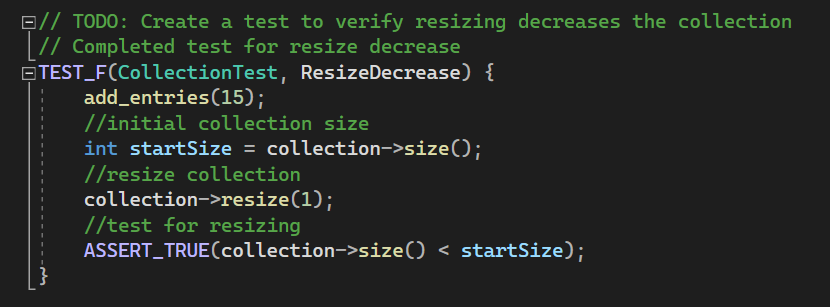 // TODO: Create a test to verify resizing decreases the collection
// Completed test for resize decrease
TEST_F(CollectionTest, ResizeDecrease) {
    add_entries(15);
    //initial collection size
    int startSize = collection->size();
    //resize collection
    collection->resize(1);
    //test for resizing
    ASSERT_TRUE(collection->size() < startSize);
}